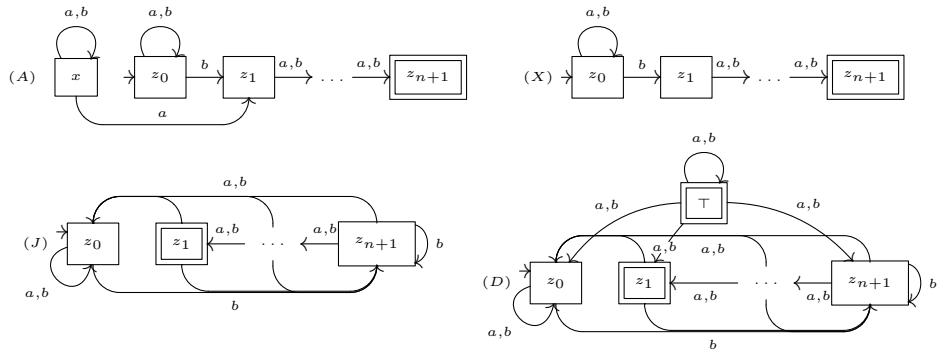 a,b a,b a,b
(A) x z0 b z1 a,b ... a,b zn+1 (X) z0 b z1 a,b ... a,b zn+1
a
a,b
a,b
(J) z0 z1 a,b ... a,b zn+1 b
a,b
b
⊤
a,b a,b
a,b a,b
(D) z0 z1 a,b ... a,b zn+1 b
a,b
b